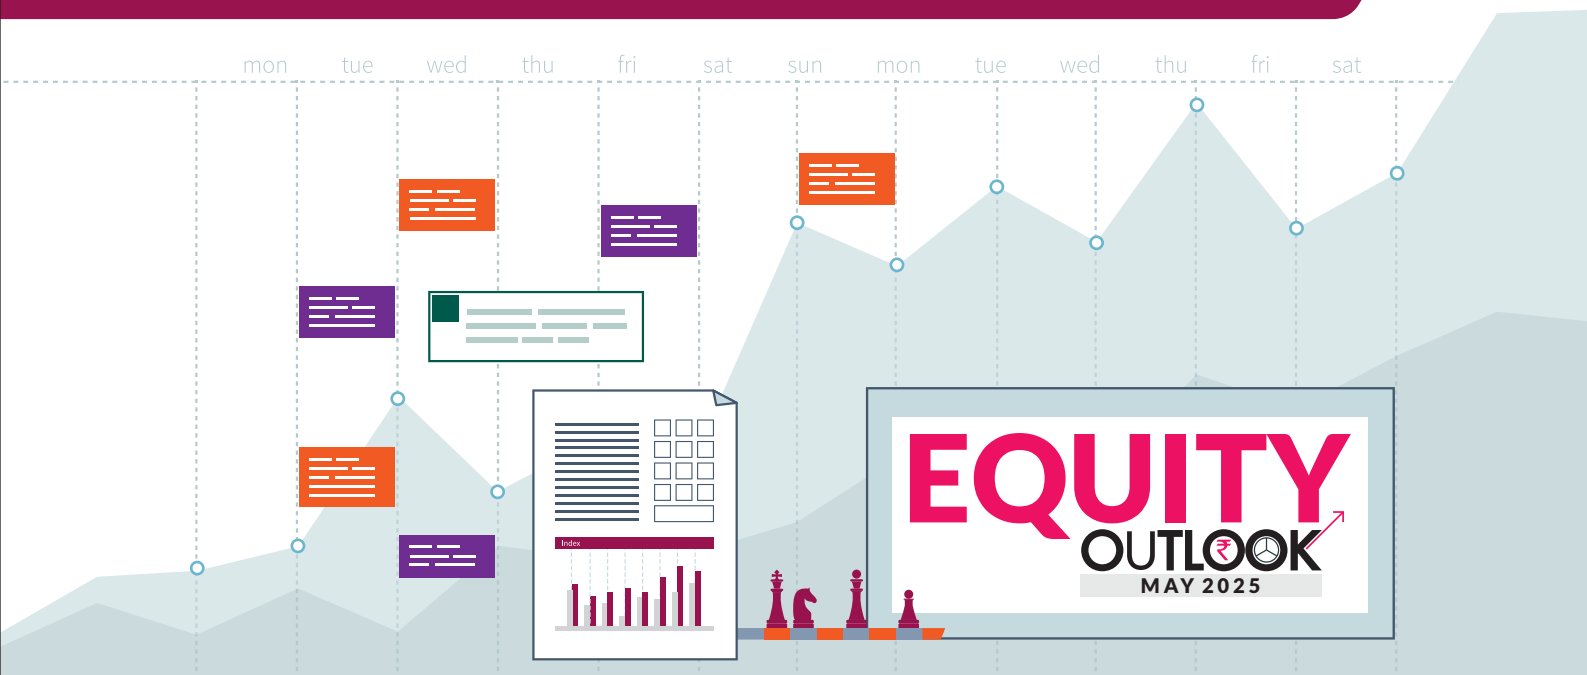 mon tue wed thu fri sat sun mon tue wed thu fri sat
Index
EQUITY
OUTLOOK
MAY 2025